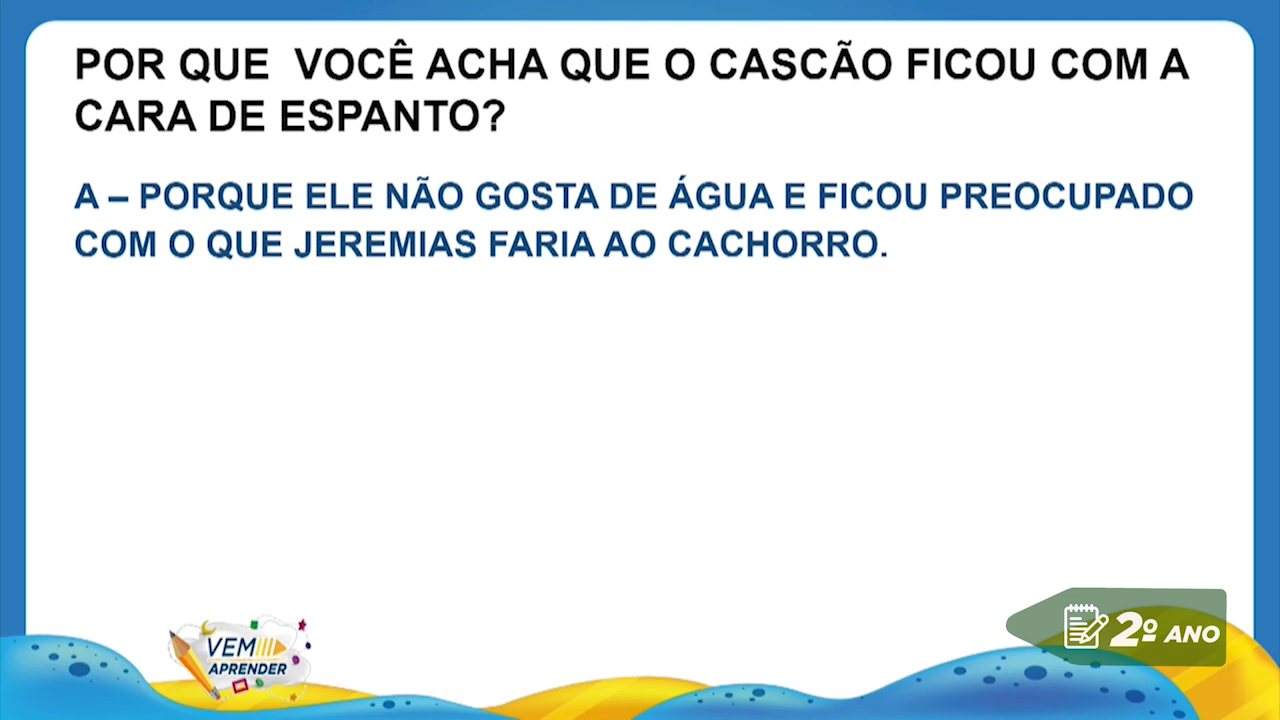 POR QUE VOCÊ ACHA QUE O CASCÃO FICOU COM A
CARA DE ESPANTO?
A – PORQUE ELE NÃO GOSTA DE ÁGUA E FICOU PREOCUPADO
COM O QUE JEREMIAS FARIA AO CACHORRO.
VEM
APRENDER
2º ANO